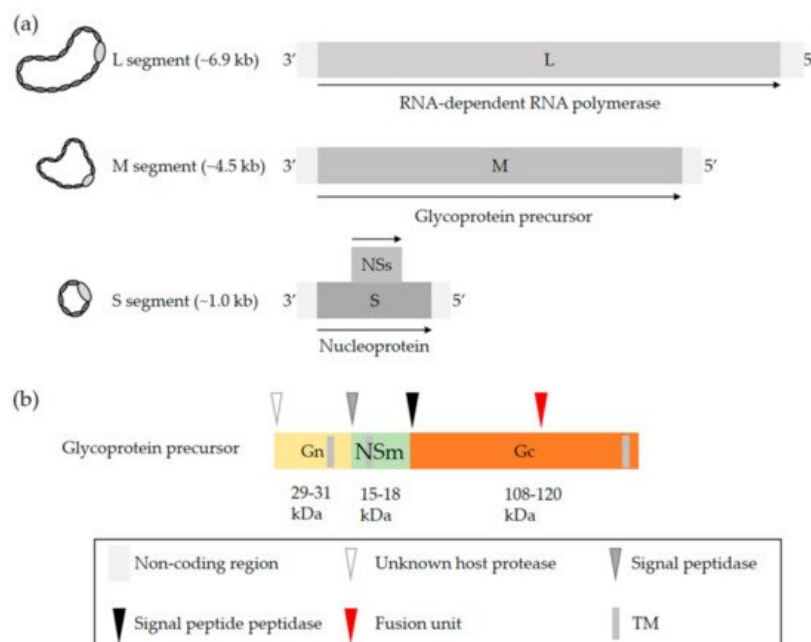 (a)
L segment (~6.9 kb) 3′ L 5′
RNA-dependent RNA polymerase
M segment (~4.5 kb) 3′ M 5′
Glycoprotein precursor
NSs
S segment (~1.0 kb) 3′ S 5′
Nucleoprotein
(b)
Glycoprotein precursor Gn NSm Gc
29-31 15-18 108-120
kDa kDa kDa
Non-coding region Unknown host protease Signal peptidase
Signal peptide peptidase Fusion unit TM